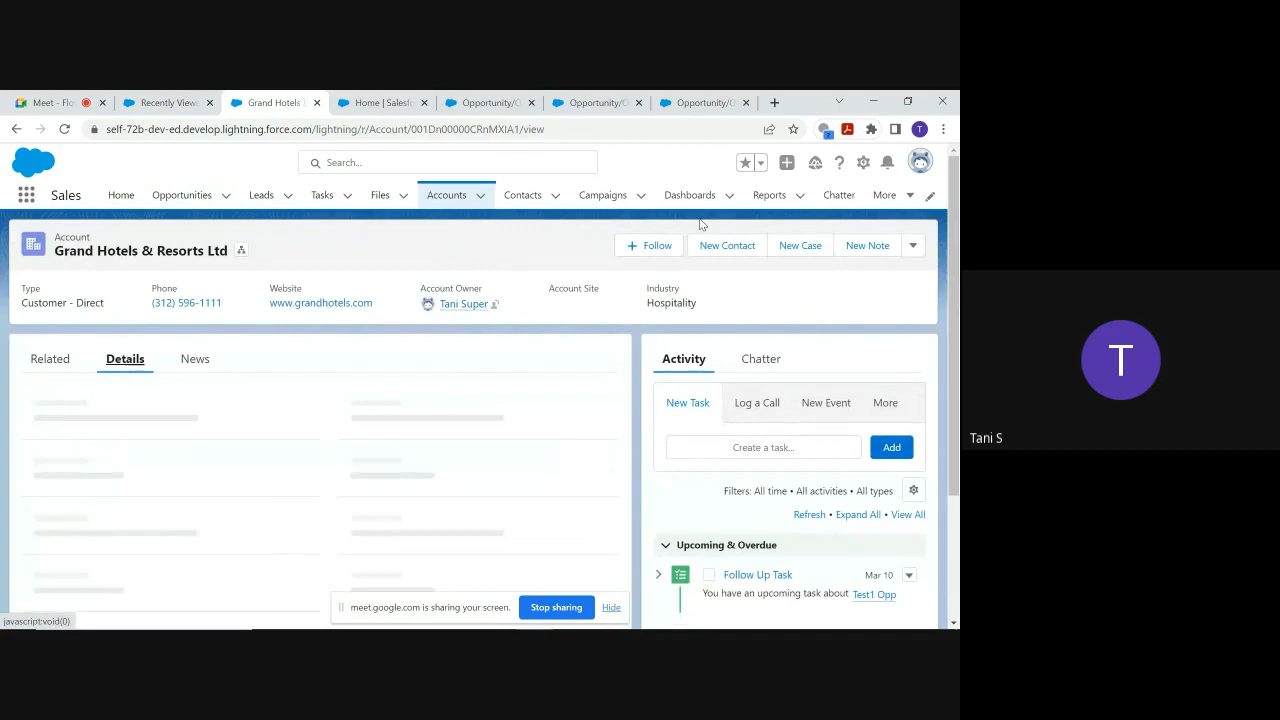 Meet - Flo
Recently View
Grand Hotels
Home | Salesf
Opportunity/C
Opportunity/C
Opportunity/D
self-72b-dev-ed.develop.lightning.force.com/lightning/r/Account/001Dn00000CRnMXIA1/view
T
Search...
Sales
Home
Opportunities
Leads
Tasks
Files
Accounts
Contacts
Campaigns
Dashboards
Reports
Chatter
More
Account
Grand Hotels & Resorts Ltd
+ Follow
New Contact
New Case
New Note
Type
Customer - Direct
Phone
(312) 596-1111
Website
www.grandhotels.com
Account Owner
Tani Super
Account Site
Industry
Hospitality
Related
Details
News
Activity
Chatter
New Task
Log a Call
New Event
More
Create a task...
Add
Filters: All time • All activities • All types
Refresh • Expand All • View All
Upcoming & Overdue
Follow Up Task
Mar 10
You have an upcoming task about Test1 Opp
meet.google.com is sharing your screen.
Stop sharing
Hide
javascript:void(0)
T
Tani S